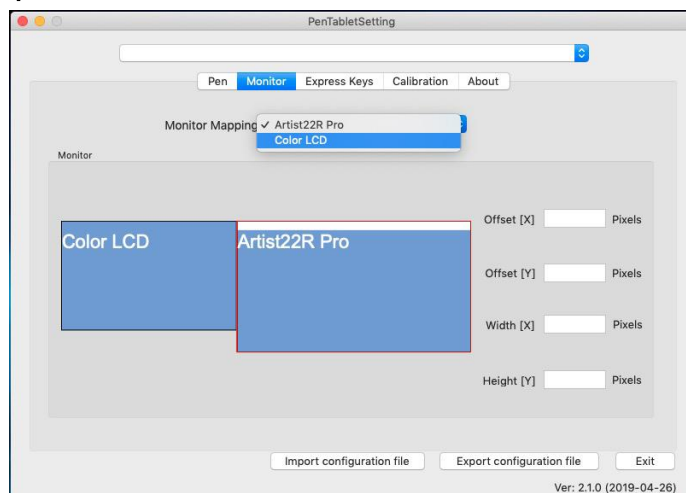 PenTabletSetting
Pen Monitor Express Keys Calibration About
Monitor Mapping ✓ Artist22R Pro
Color LCD
Monitor
Color LCD Artist22R Pro
Offset [X] Pixels
Offset [Y] Pixels
Width [X] Pixels
Height [Y] Pixels
Import configuration file Export configuration file Exit
Ver: 2.1.0 (2019-04-26)